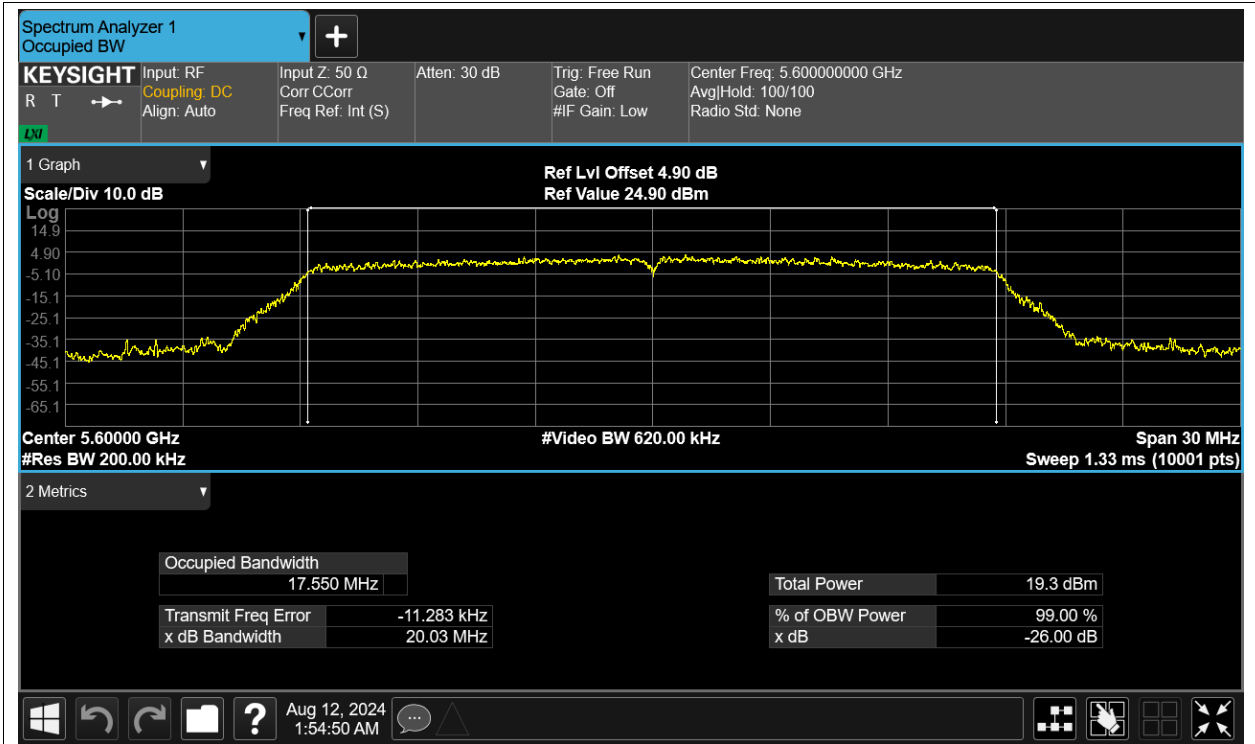 Spectrum Analyzer 1
Occupied BW
KEYSIGHT
R T
LXI
Input: RF
Coupling: DC
Align: Auto
Input Z: 50 Ω
Corr CCorr
Freq Ref: Int (S)
Atten: 30 dB
Trig: Free Run
Gate: Off
#IF Gain: Low
Center Freq: 5.600000000 GHz
Avg|Hold: 100/100
Radio Std: None
1 Graph
Scale/Div 10.0 dB
Ref Lvl Offset 4.90 dB
Ref Value 24.90 dBm
Log
14.9
4.90
-5.10
-15.1
-25.1
-35.1
-45.1
-55.1
-65.1
Center 5.60000 GHz
#Video BW 620.00 kHz
Span 30 MHz
#Res BW 200.00 kHz
Sweep 1.33 ms (10001 pts)
2 Metrics
Occupied Bandwidth
17.550 MHz
Total Power 19.3 dBm
Transmit Freq Error -11.283 kHz
% of OBW Power 99.00 %
x dB Bandwidth 20.03 MHz
x dB -26.00 dB
?
Aug 12, 2024
1:54:50 AM